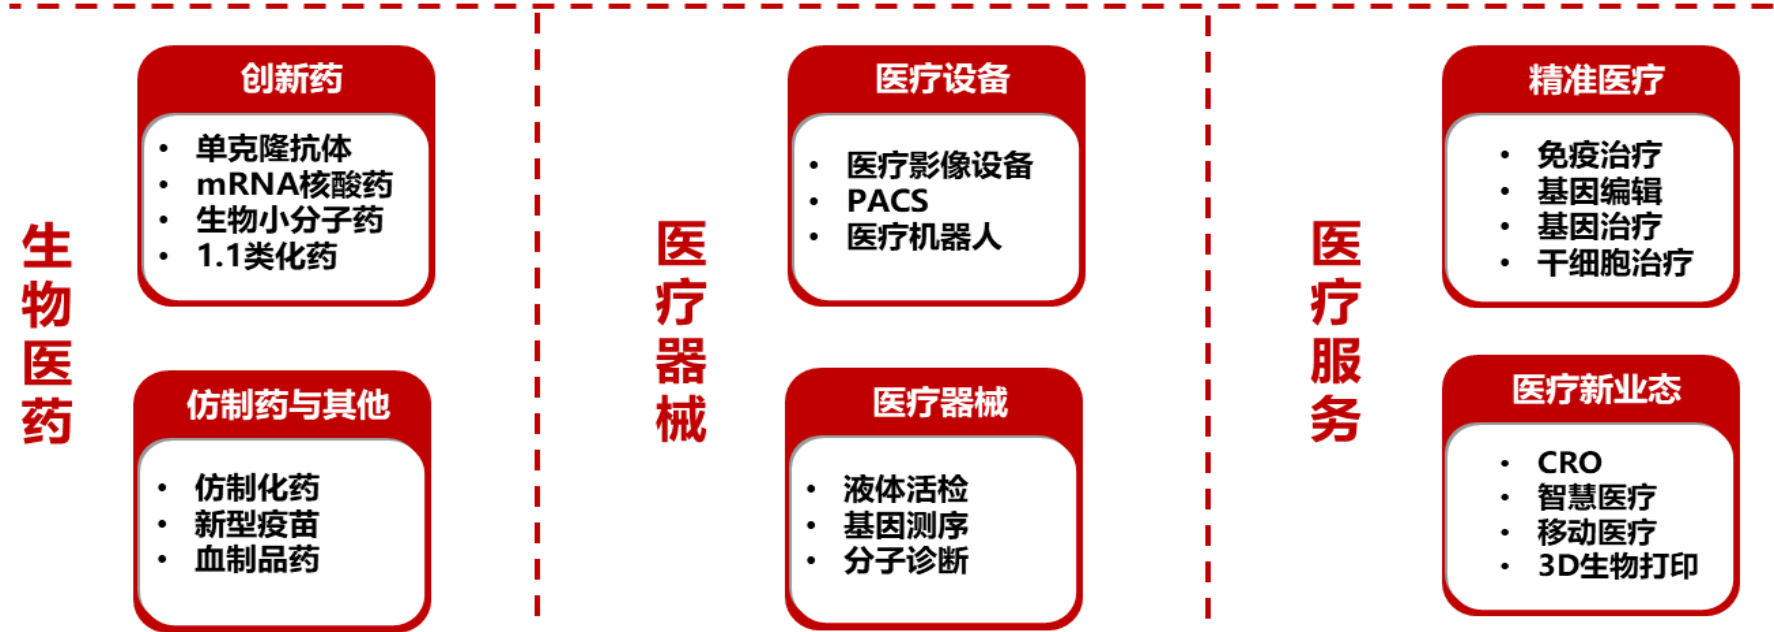 生物医药
创新药
• 单克隆抗体
• mRNA核酸药
• 生物小分子药
• 1.1类化药
仿制药与其他
• 仿制化药
• 新型疫苗
• 血制品药
医疗器械
医疗设备
• 医疗影像设备
• PACS
• 医疗机器人
医疗器械
• 液体活检
• 基因测序
• 分子诊断
医疗服务
精准医疗
• 免疫治疗
• 基因编辑
• 基因治疗
• 干细胞治疗
医疗新业态
• CRO
• 智慧医疗
• 移动医疗
• 3D生物打印